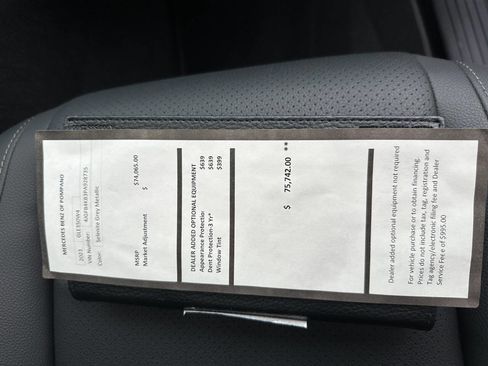 MERCEDES BENZ OF POMPANO
2023 GLE350W4
VIN Number:
Color: Selenite Grey Metallic
MSRP $74,065.00
Market Adjustment $
DEALER ADDED OPTIONAL EQUIPMENT
Appearance Protection $639
Dent Protection-3 Yr* $639
Window Tint* $399
$ 75,742.00 **
Dealer added optional equipment not required
For vehicle purchase or to obtain financing
Prices do not include tax, tag, registration and
Tag agency/electronic filing fee and Dealer
Service Fee of $995.00